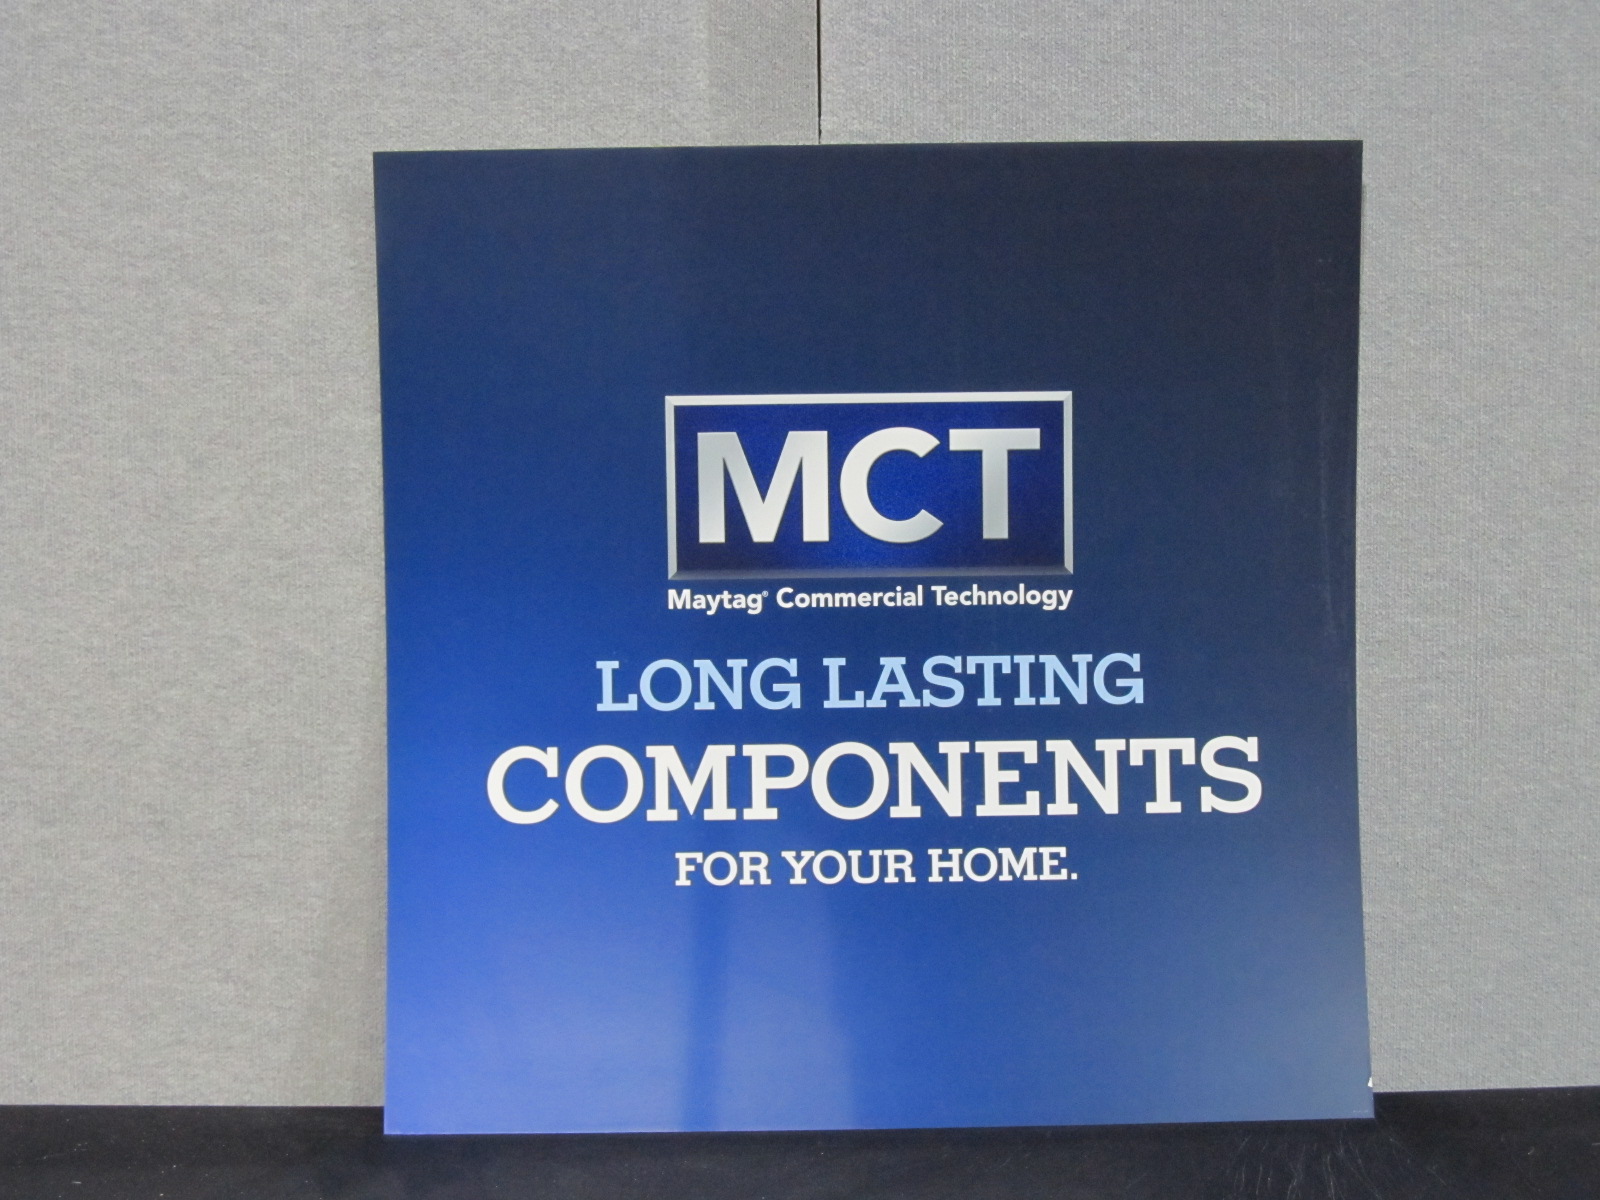 MCT
Maytag® Commercial Technology
LONG LASTING
COMPONENTS
FOR YOUR HOME.